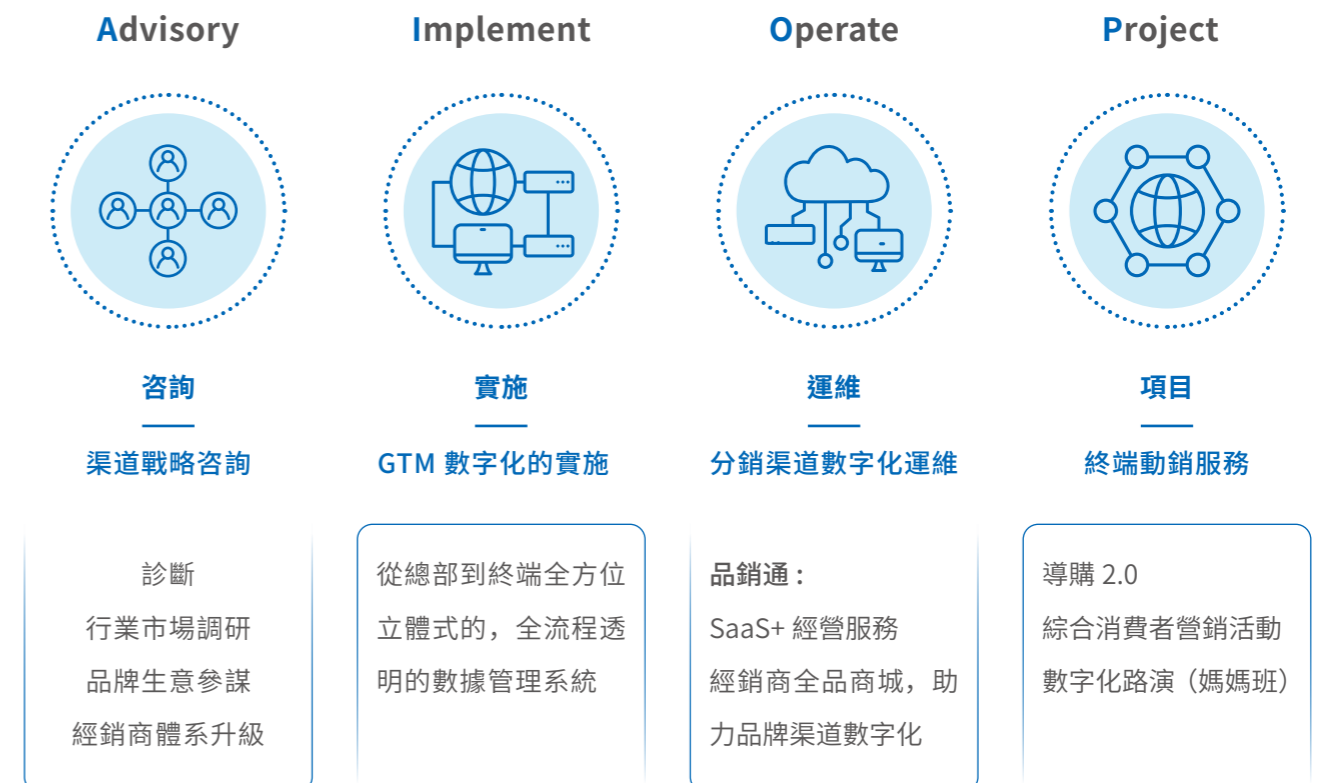 Advisory
咨詢
渠道戰略咨詢
診斷
行業市場調研
品牌生意參謀
經銷商體系升級
Implement
實施
GTM 數字化的實施
從總部到終端全方位
立體式的，全流程透
明的數據管理系統
Operate
運維
分銷渠道數字化運維
品銷通：
SaaS+ 經營服務
經銷商全品商城，助
力品牌渠道數字化
Project
項目
終端動銷服務
導購 2.0
綜合消費者營銷活動
數字化路演（媽媽班）